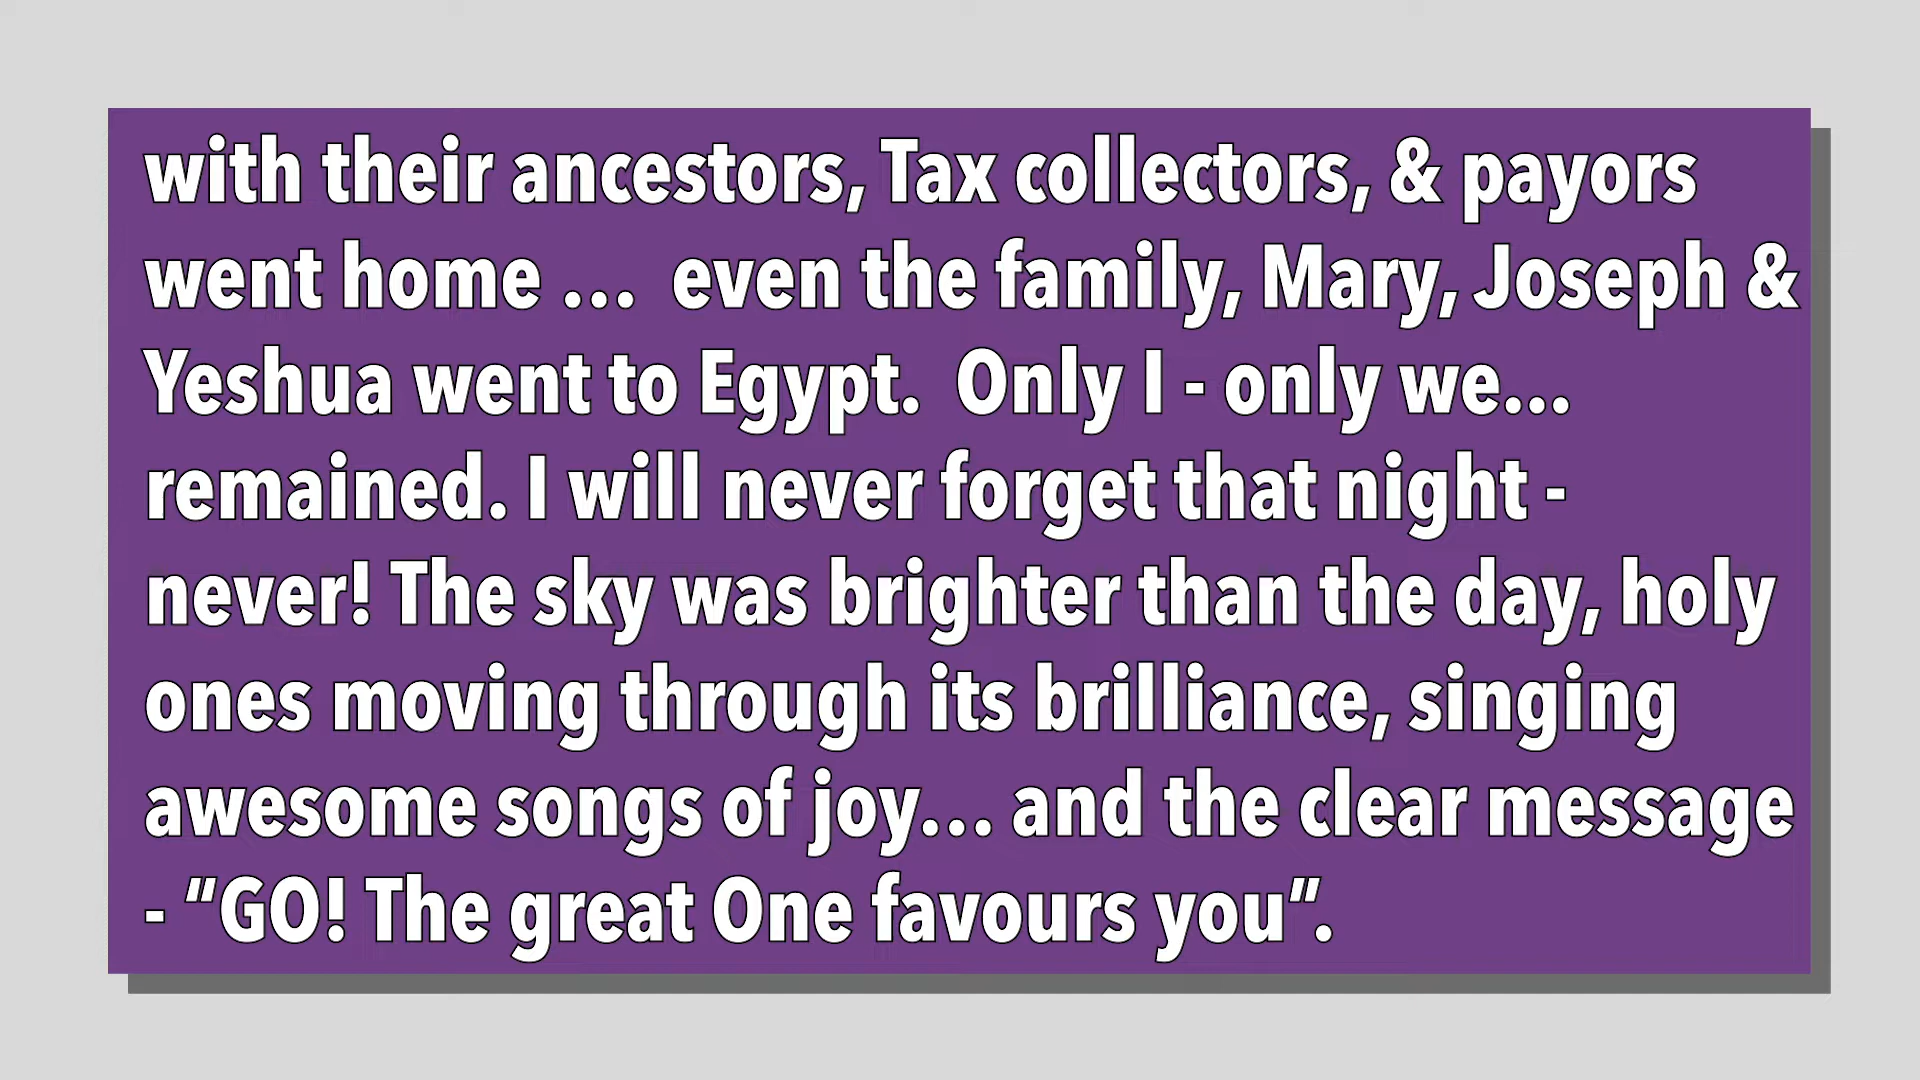 with their ancestors, Tax collectors, & payors
went home ...  even the family, Mary, Joseph &
Yeshua went to Egypt.  Only I - only we...
remained. I will never forget that night -
never! The sky was brighter than the day, holy
ones moving through its brilliance, singing
awesome songs of joy... and the clear message
- “GO! The great One favours you”.